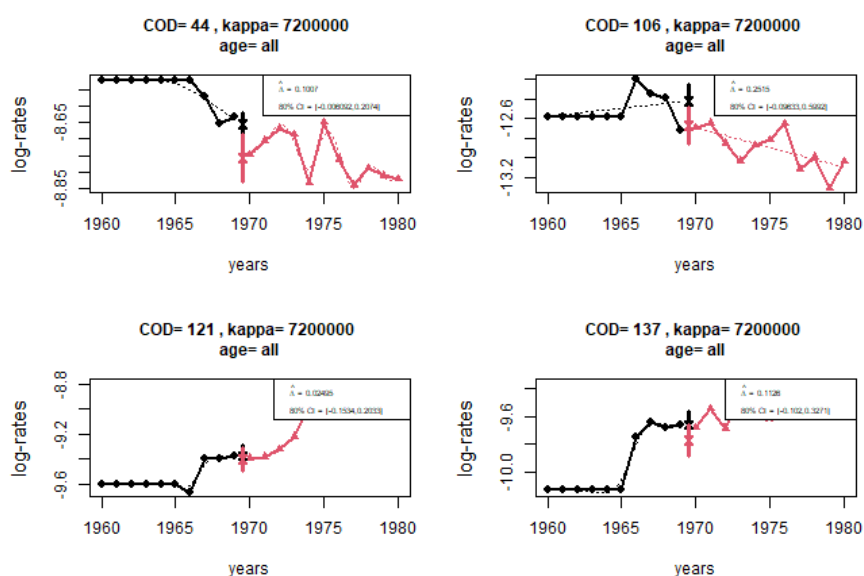 COD= 44 , kappa= 7200000
age= all
log-rates
-8.65
-8.85
Λ̂ = 0.1007
80% CI = [-0.006092,0.2074]
1960 1965 1970 1975 1980
years
COD= 106 , kappa= 7200000
age= all
log-rates
-12.6
-13.2
Λ̂ = 0.2515
80% CI = [-0.09633,0.5992]
1960 1965 1970 1975 1980
years
COD= 121 , kappa= 7200000
age= all
log-rates
-8.8
-9.2
-9.6
Λ̂ = 0.02495
80% CI = [-0.1534,0.2033]
1960 1965 1970 1975 1980
years
COD= 137 , kappa= 7200000
age= all
log-rates
-9.6
-10.0
Λ̂ = 0.1126
80% CI = [-0.102,0.3271]
1960 1965 1970 1975 1980
years